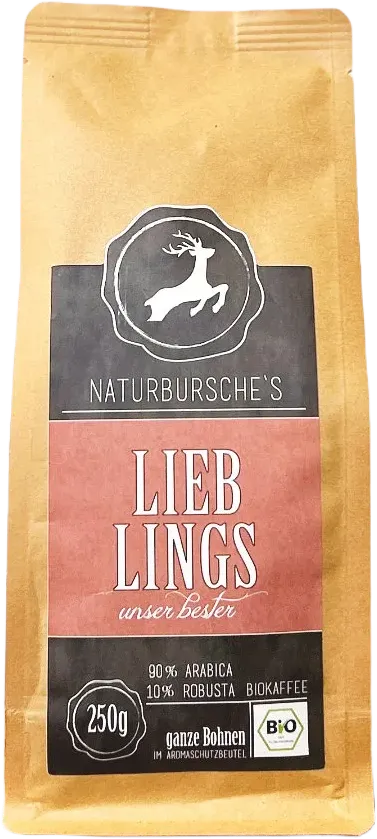 NATURBURSCHE`S
LIEB
LINGS
unser bester
90% ARABICA
10% ROBUSTA BIOKAFFEE
250g
ganze Bohnen
IM AROMASCHUTZBEUTEL
BIO